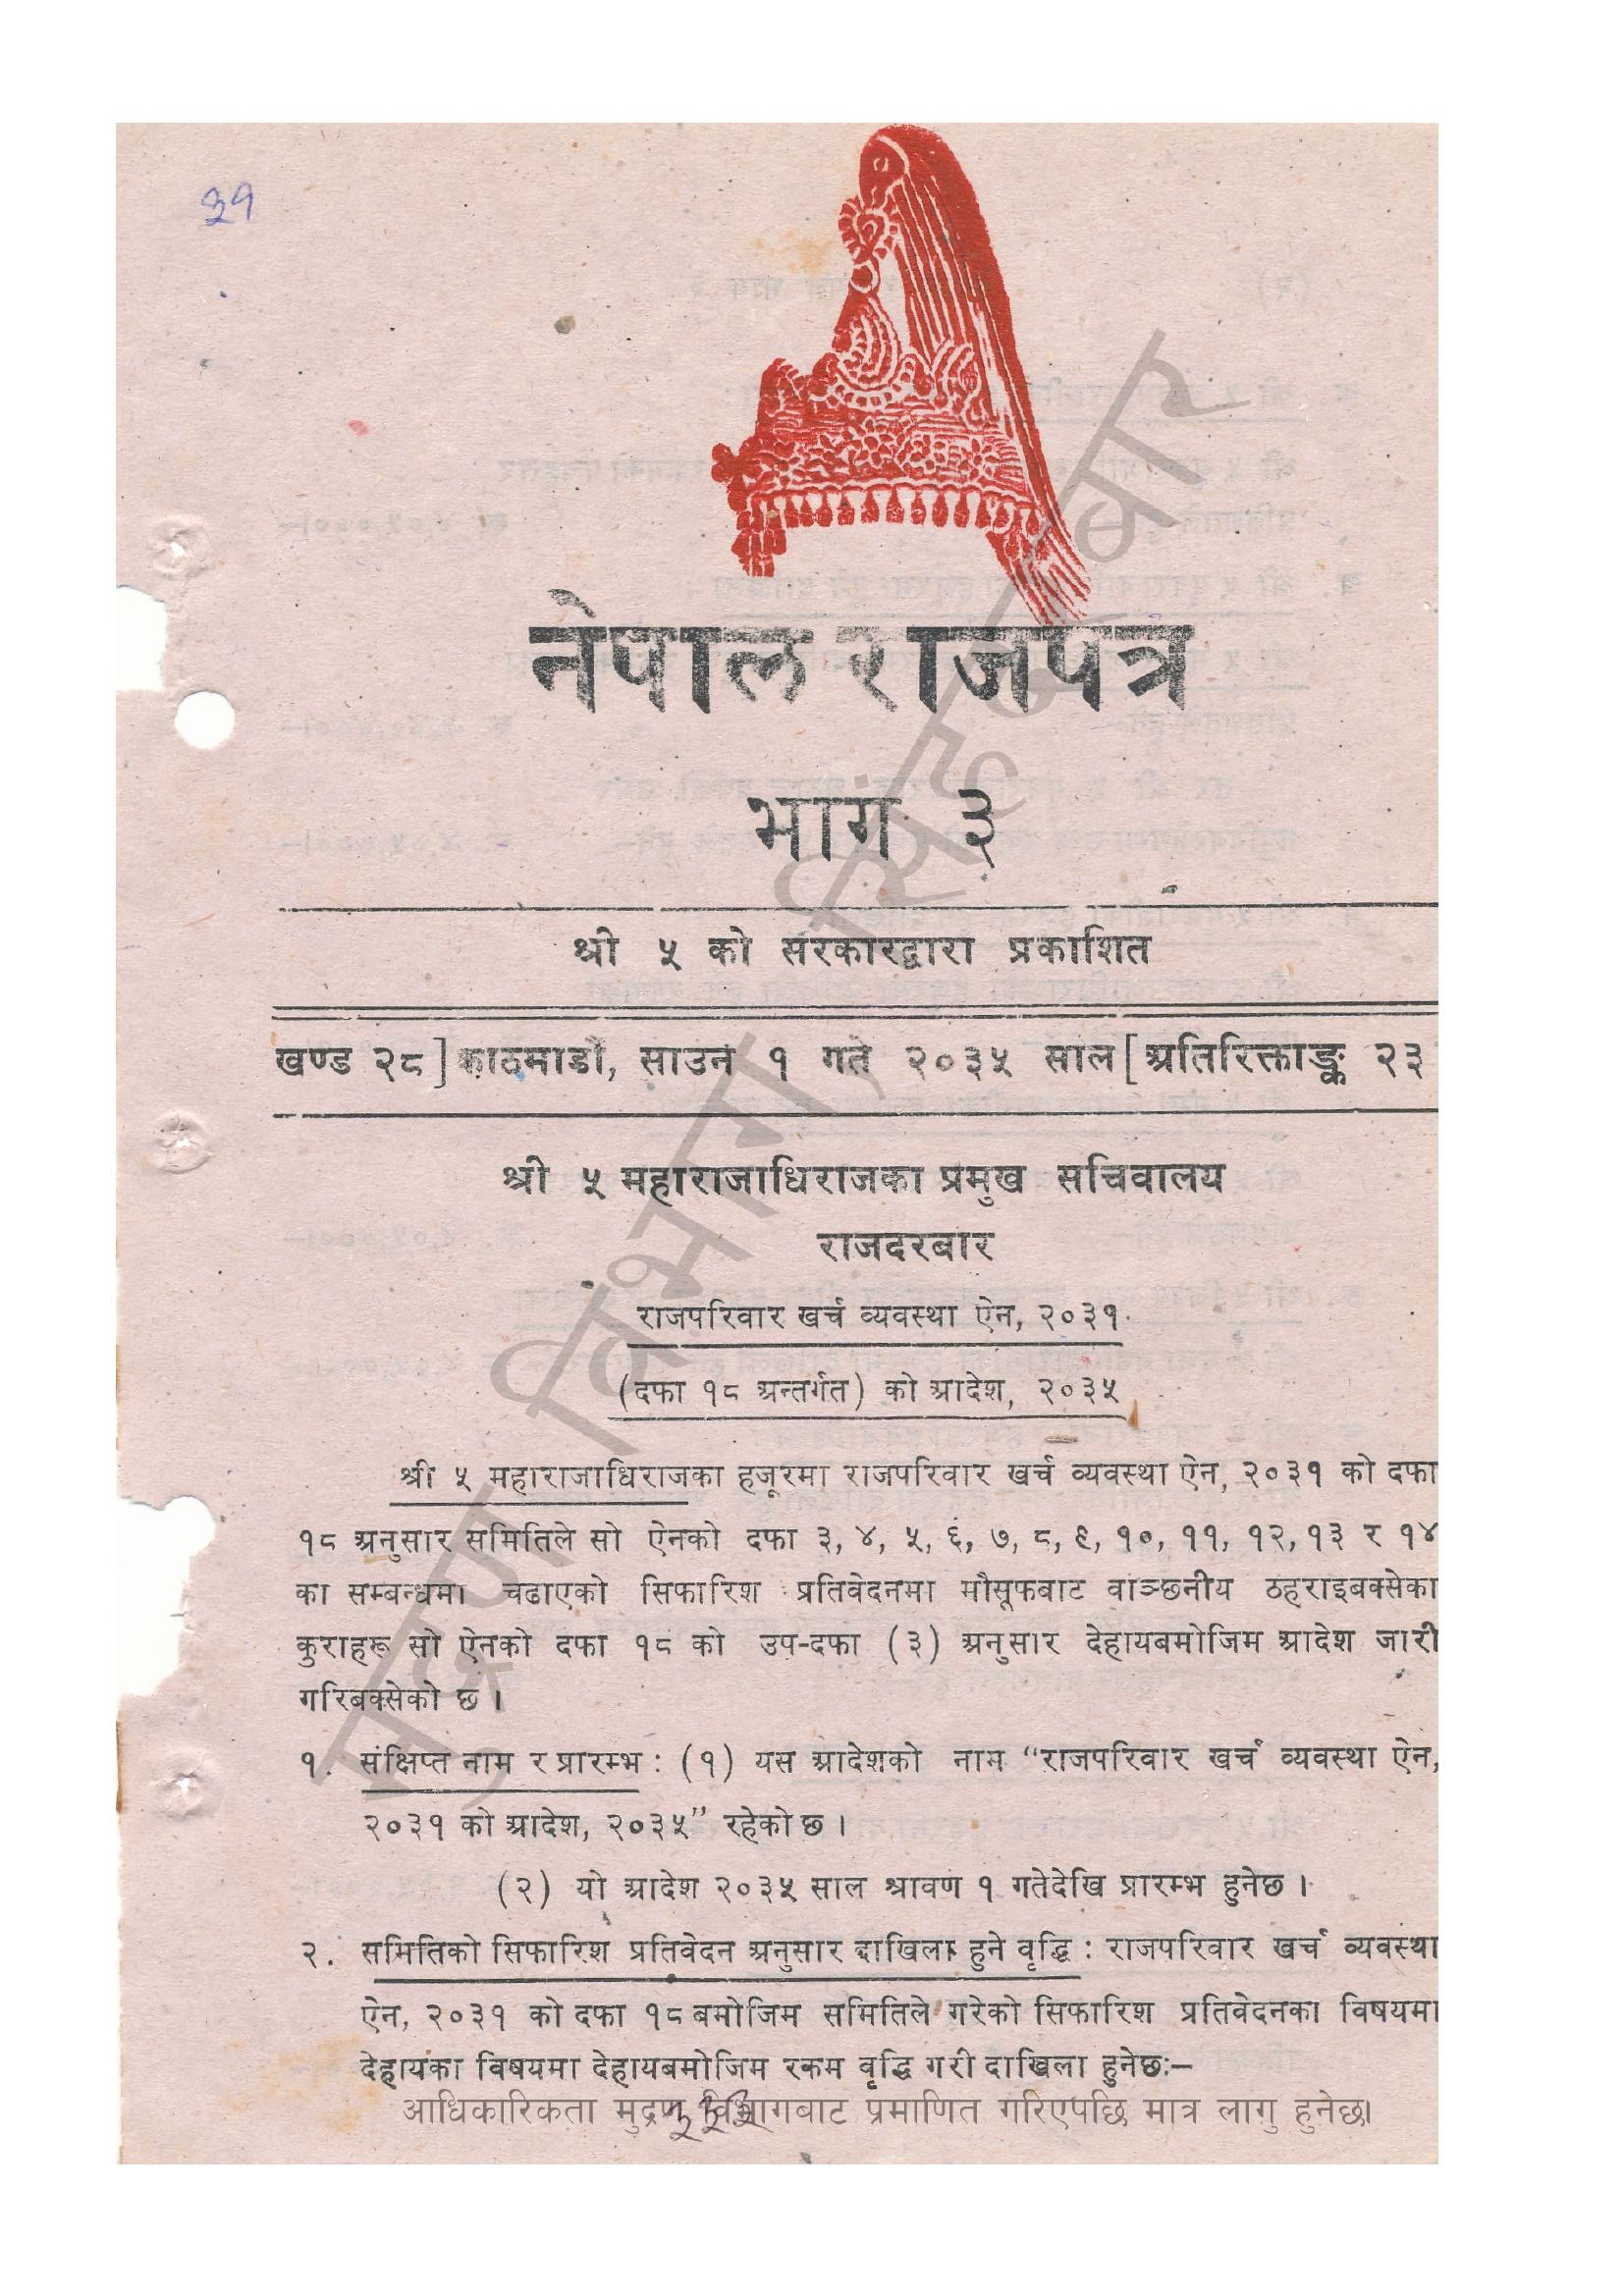 ३१
नेपाल राजपत्र
भाग ३
श्री ५ को सरकारद्वारा प्रकाशित
खण्ड २८] काठमाडौं, साउन १ गते २०३५ साल [अतिरिक्ताङ्क २३
श्री ५ महाराजाधिराजका प्रमुख सचिवालय
राजदरबार
राजपरिवार खर्च व्यवस्था ऐन, २०३१
(दफा १८ अन्तर्गत) को आदेश, २०३५
श्री ५ महाराजाधिराजका हजूरमा राजपरिवार खर्च व्यवस्था ऐन, २०३१ को दफा
१८ अनुसार समितिले सो ऐनको दफा ३, ४, ५, ६, ७, ८, ९, १०, ११, १२, १३ र १४
का सम्बन्धमा चढाएको सिफारिश प्रतिवेदनमा मौसूफबाट वाञ्छनीय ठहराइबक्सेका
कुराहरू सो ऐनको दफा १८ को उप-दफा (३) अनुसार देहायबमोजिम आदेश जारी
गरिबक्सेको छ ।
१. संक्षिप्त नाम र प्रारम्भ : (१) यस आदेशको नाम “राजपरिवार खर्च व्यवस्था ऐन,
२०३१ को आदेश, २०३५” रहेको छ ।
(२) यो आदेश २०३५ साल श्रावण १ गतेदेखि प्रारम्भ हुनेछ ।
२. समितिको सिफारिश प्रतिवेदन अनुसार दाखिला हुने वृद्धि : राजपरिवार खर्च व्यवस्था
ऐन, २०३१ को दफा १८ बमोजिम समितिले गरेको सिफारिश प्रतिवेदनका विषयमा
देहायका विषयमा देहायबमोजिम रकम वृद्धि गरी दाखिला हुनेछः–
आधिकारिकता मुद्रण विभागबाट प्रमाणित गरिएपछि मात्र लागु हुनेछ।
मुद्रण विभाग, सिंहदरबार